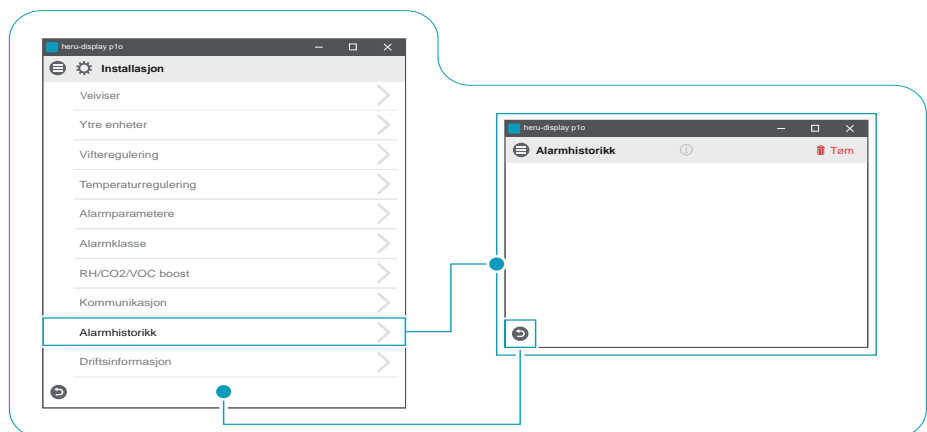 heru-display p1o
Installasjon
Veiviser
Ytre enheter
Vifteregulering
Temperaturregulering
Alarmparametere
Alarmklasse
RH/CO2/VOC boost
Kommunikasjon
Alarmhistorikk
Driftsinformasjon
heru-display p1o
Alarmhistorikk
Tøm